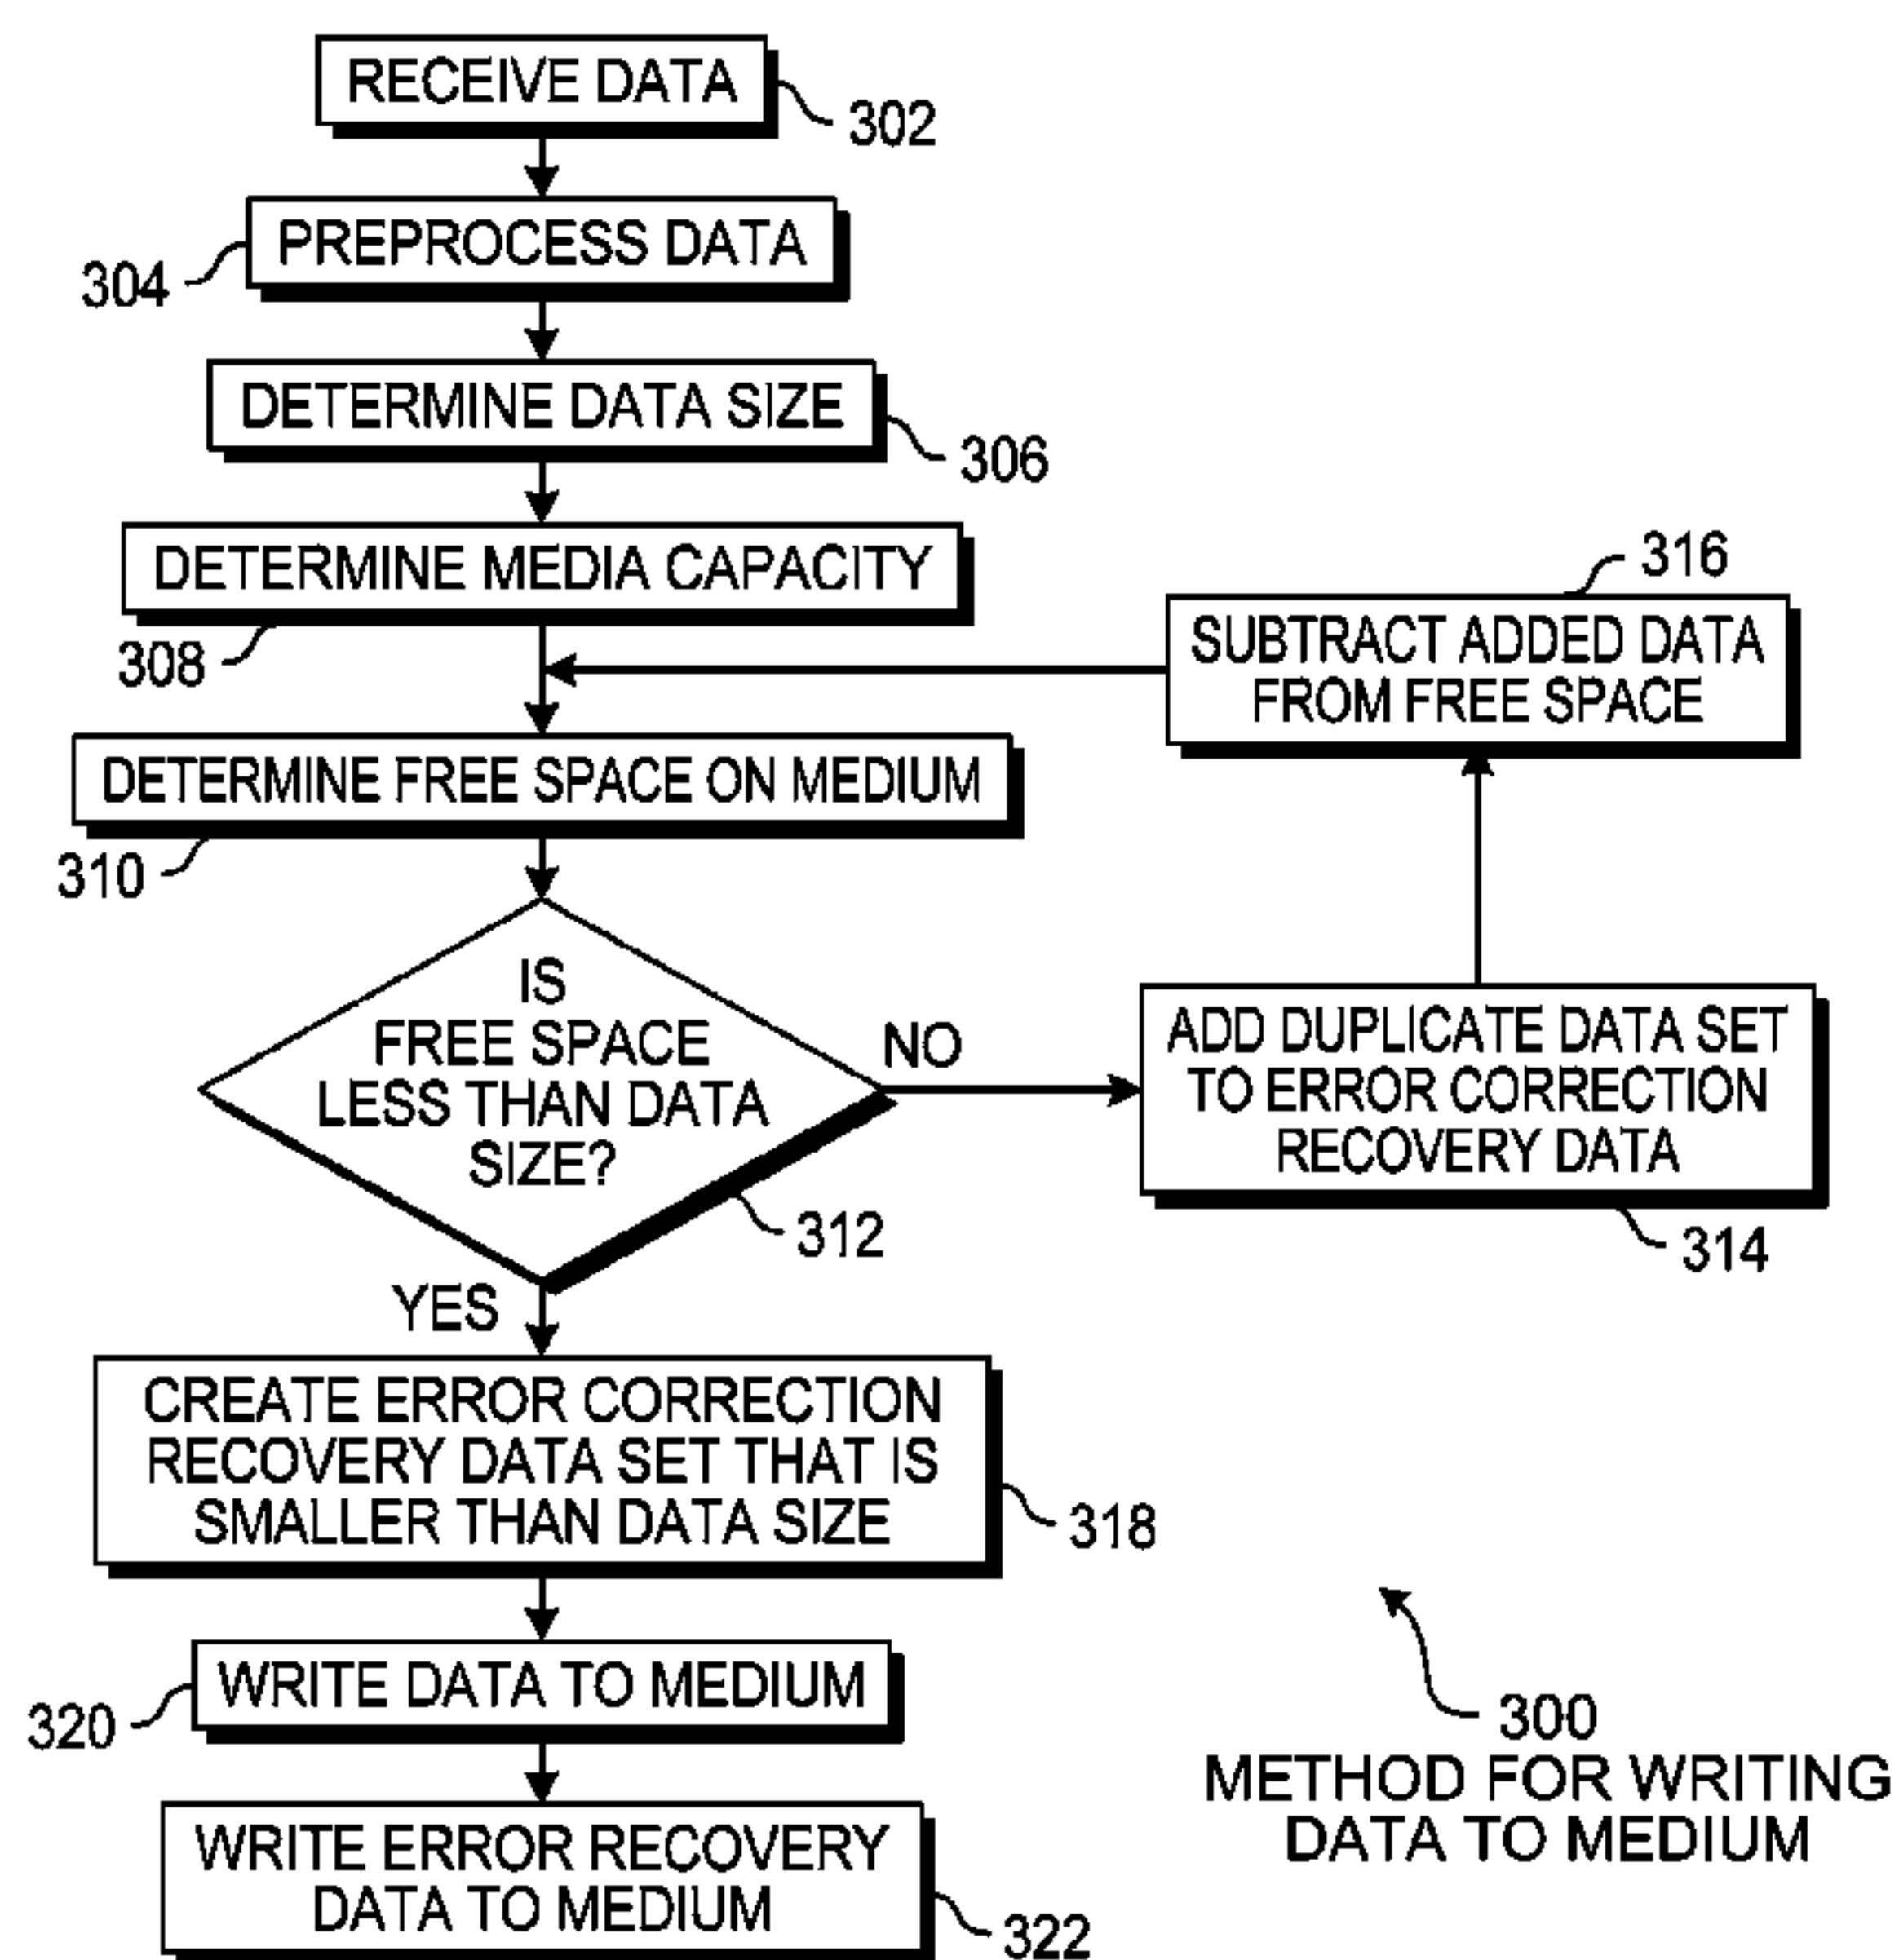 RECEIVE DATA
302
PREPROCESS DATA
304
DETERMINE DATA SIZE
306
DETERMINE MEDIA CAPACITY
308
316
SUBTRACT ADDED DATA
FROM FREE SPACE
DETERMINE FREE SPACE ON MEDIUM
310
IS
FREE SPACE
LESS THAN DATA
SIZE?
312
NO
ADD DUPLICATE DATA SET
TO ERROR CORRECTION
RECOVERY DATA
314
YES
CREATE ERROR CORRECTION
RECOVERY DATA SET THAT IS
SMALLER THAN DATA SIZE
318
WRITE DATA TO MEDIUM
320
WRITE ERROR RECOVERY
DATA TO MEDIUM
322
300
METHOD FOR WRITING
DATA TO MEDIUM